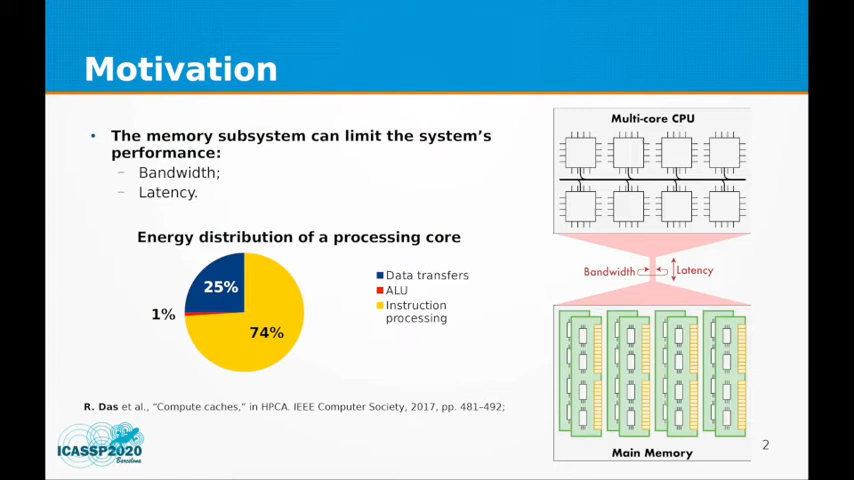 Motivation
• The memory subsystem can limit the system's
performance:
– Bandwidth;
– Latency.
Energy distribution of a processing core
25%
1%
74%
Data transfers
ALU
Instruction
processing
R. Das et al., "Compute caches," in HPCA. IEEE Computer Society, 2017, pp. 481–492;
Multi-core CPU
Bandwidth
Latency
Main Memory
ICASSP2020
Barcelona
2